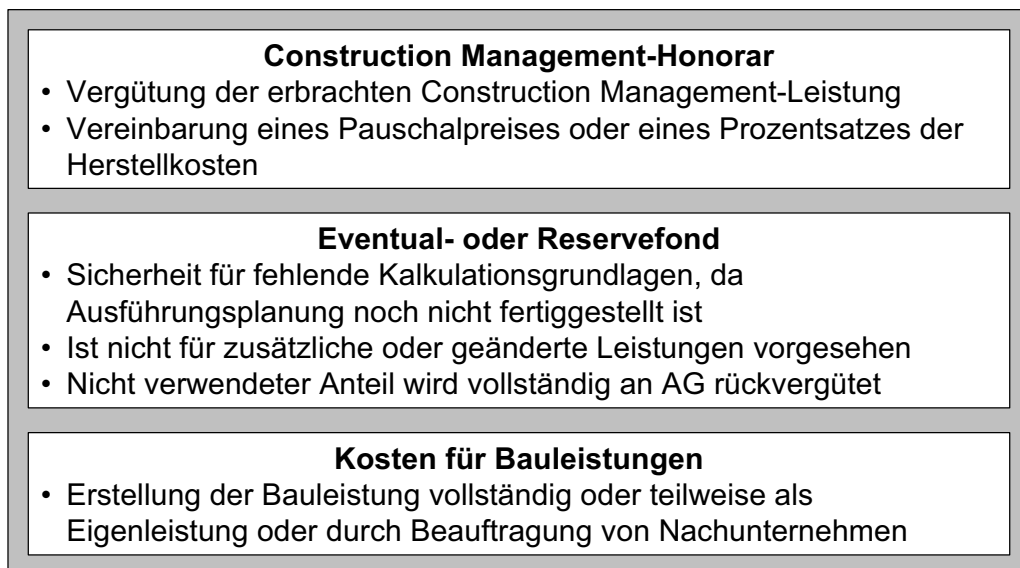 Construction Management-Honorar
• Vergütung der erbrachten Construction Management-Leistung
• Vereinbarung eines Pauschalpreises oder eines Prozentsatzes der
Herstellkosten
Eventual- oder Reservefond
• Sicherheit für fehlende Kalkulationsgrundlagen, da
Ausführungsplanung noch nicht fertiggestellt ist
• Ist nicht für zusätzliche oder geänderte Leistungen vorgesehen
• Nicht verwendeter Anteil wird vollständig an AG rückvergütet
Kosten für Bauleistungen
• Erstellung der Bauleistung vollständig oder teilweise als
Eigenleistung oder durch Beauftragung von Nachunternehmen